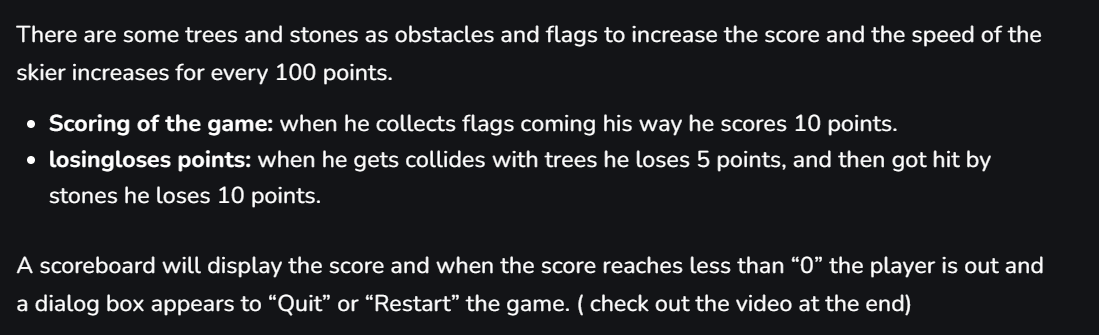 There are some trees and stones as obstacles and flags to increase the score and the speed of the
skier increases for every 100 points.
• Scoring of the game: when he collects flags coming his way he scores 10 points.
• losingloses points: when he gets collides with trees he loses 5 points, and then got hit by
stones he loses 10 points.
A scoreboard will display the score and when the score reaches less than “0” the player is out and
a dialog box appears to “Quit” or “Restart” the game. ( check out the video at the end)